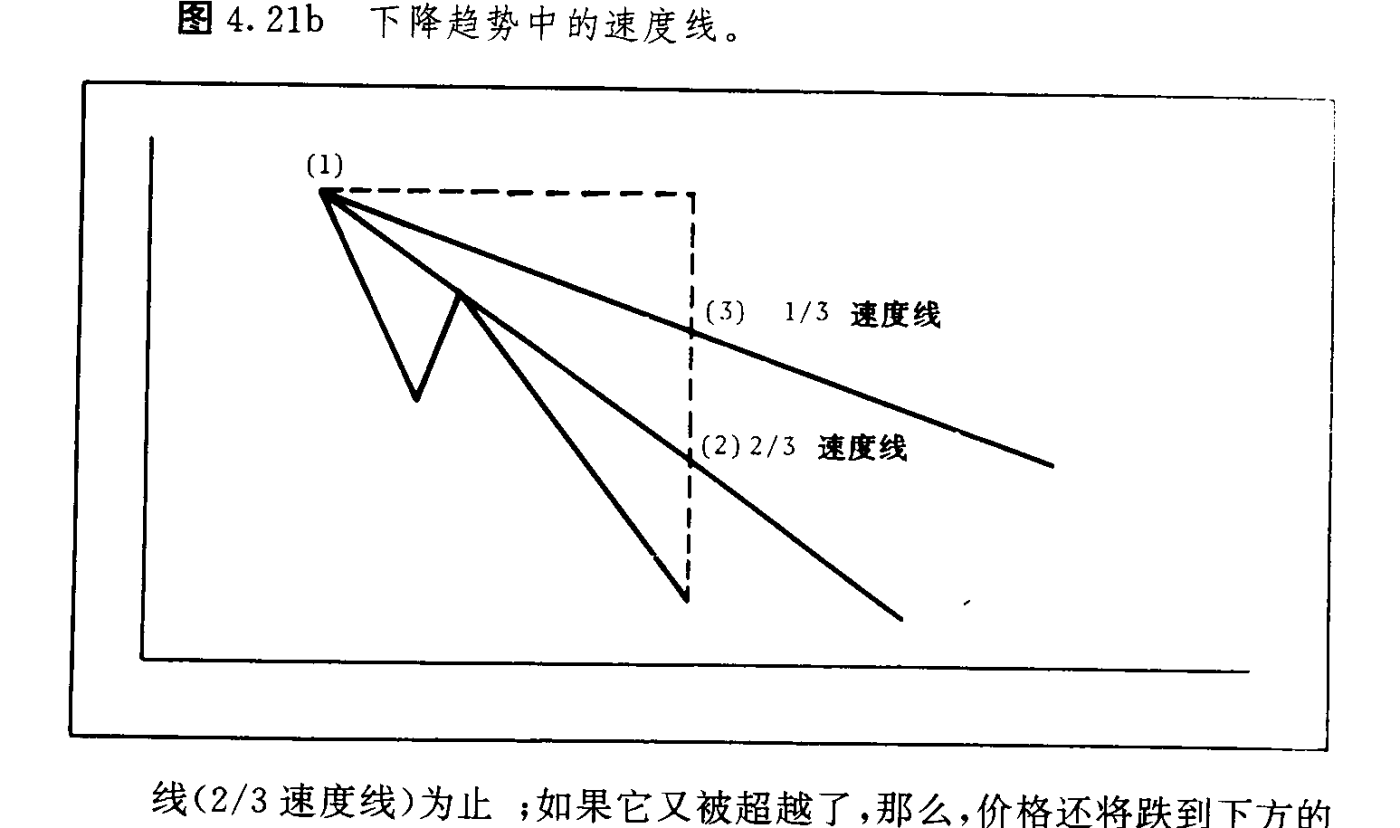 图 4.21b 下降趋势中的速度线。
(1)
(3) 1/3 速度线
(2) 2/3 速度线
线(2/3 速度线)为止 ;如果它又被超越了,那么,价格还将跌到下方的